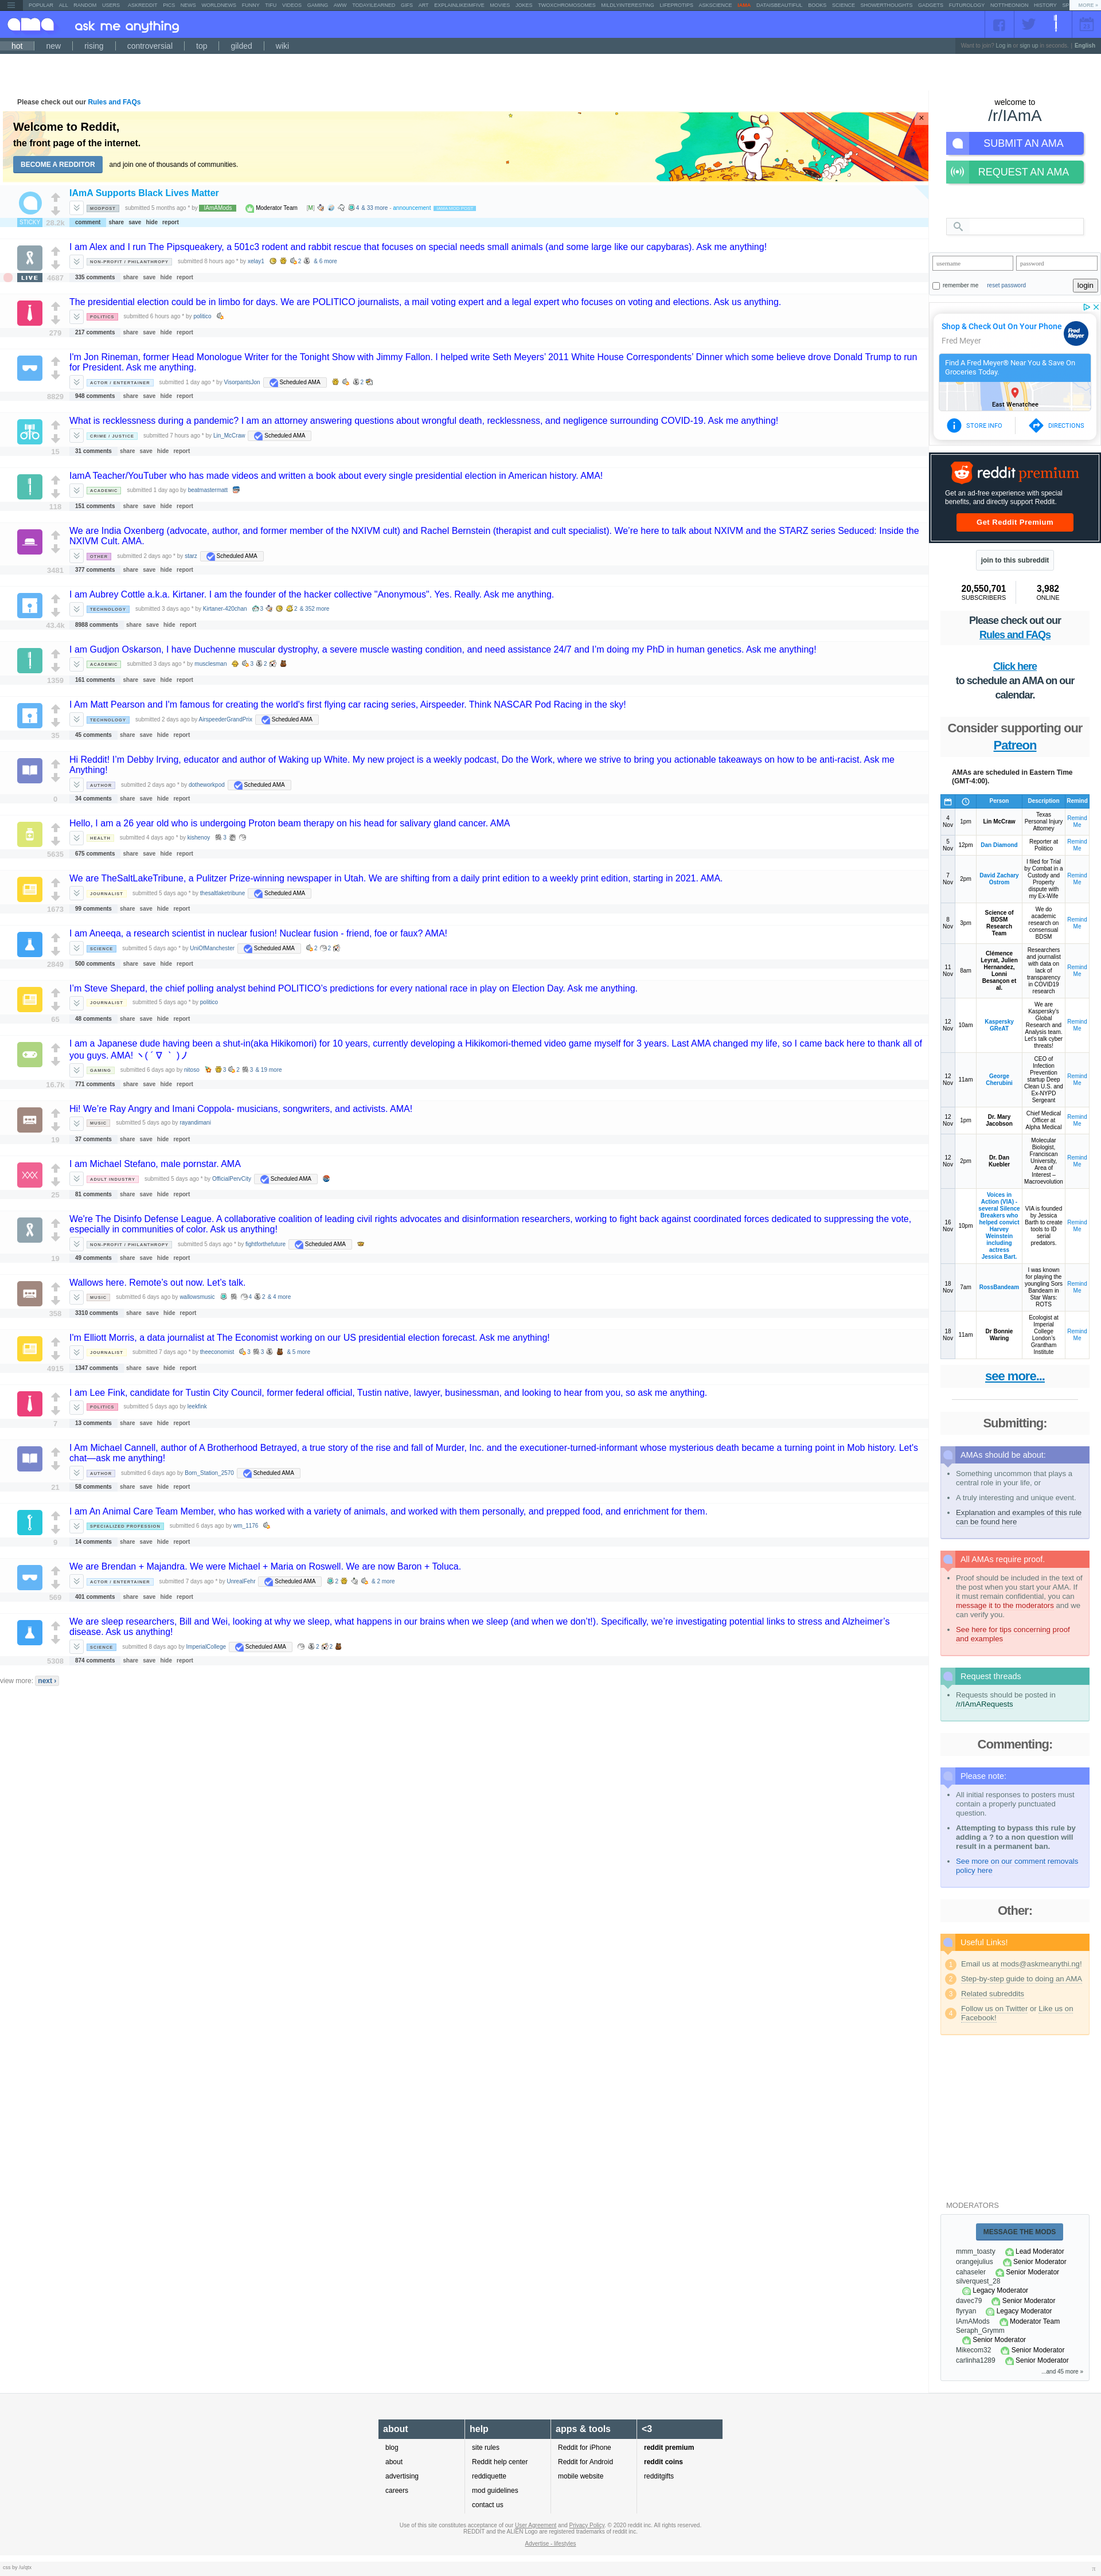 POPULAR ALL RANDOM USERS ASKREDDIT PICS NEWS WORLDNEWS FUNNY TIFU VIDEOS GAMING AWW TODAYILEARNED GIFS ART EXPLAINLIKEIMFIVE MOVIES JOKES TWOXCHROMOSOMES MILDLYINTERESTING LIFEPROTIPS ASKSCIENCE IAMA DATAISBEAUTIFUL BOOKS SCIENCE SHOWERTHOUGHTS GADGETS FUTUROLOGY NOTTHEONION HISTORY MORE »
ama ask me anything
hot new rising controversial top gilded wiki
Want to join? Log in or sign up in seconds. | English
Please check out our Rules and FAQs
Welcome to Reddit,
the front page of the internet.
BECOME A REDDITOR and join one of thousands of communities.
IAmA Supports Black Lives Matter
MODPOST submitted 5 months ago * by IAmAMods Moderator Team [M] 4 & 33 more - announcement
STICKY 28.2k comment share save hide report
I am Alex and I run The Pipsqueakery, a 501c3 rodent and rabbit rescue that focuses on special needs small animals (and some large like our capybaras). Ask me anything!
NON-PROFIT / PHILANTHROPY submitted 8 hours ago * by xelay1 2 & 6 more
LIVE 4687 335 comments share save hide report
The presidential election could be in limbo for days. We are POLITICO journalists, a mail voting expert and a legal expert who focuses on voting and elections. Ask us anything.
POLITICS submitted 6 hours ago * by politico
279 217 comments share save hide report
I'm Jon Rineman, former Head Monologue Writer for the Tonight Show with Jimmy Fallon. I helped write Seth Meyers' 2011 White House Correspondents' Dinner which some believe drove Donald Trump to run
for President. Ask me anything.
ACTOR / ENTERTAINER submitted 1 day ago * by VisorpantsJon Scheduled AMA 2
8829 948 comments share save hide report
What is recklessness during a pandemic? I am an attorney answering questions about wrongful death, recklessness, and negligence surrounding COVID-19. Ask me anything!
CRIME / JUSTICE submitted 7 hours ago * by Lin_McCraw Scheduled AMA
15 31 comments share save hide report
IamA Teacher/YouTuber who has made videos and written a book about every single presidential election in American history. AMA!
ACADEMIC submitted 1 day ago by beatmastermatt
118 151 comments share save hide report
We are India Oxenberg (advocate, author, and former member of the NXIVM cult) and Rachel Bernstein (therapist and cult specialist). We're here to talk about NXIVM and the STARZ series Seduced: Inside the
NXIVM Cult. AMA.
OTHER submitted 2 days ago * by starz Scheduled AMA
3481 377 comments share save hide report
I am Aubrey Cottle a.k.a. Kirtaner. I am the founder of the hacker collective "Anonymous". Yes. Really. Ask me anything.
TECHNOLOGY submitted 3 days ago * by Kirtaner-420chan 3 2 & 352 more
43.4k 8988 comments share save hide report
I am Gudjon Oskarson, I have Duchenne muscular dystrophy, a severe muscle wasting condition, and need assistance 24/7 and I'm doing my PhD in human genetics. Ask me anything!
ACADEMIC submitted 3 days ago * by musclesman 3 2
1359 161 comments share save hide report
I Am Matt Pearson and I'm famous for creating the world's first flying car racing series, Airspeeder. Think NASCAR Pod Racing in the sky!
TECHNOLOGY submitted 2 days ago by AirspeederGrandPrix Scheduled AMA
35 45 comments share save hide report
Hi Reddit! I'm Debby Irving, educator and author of Waking up White. My new project is a weekly podcast, Do the Work, where we strive to bring you actionable takeaways on how to be anti-racist. Ask me
Anything!
AUTHOR submitted 2 days ago by dotheworkpod Scheduled AMA
0 34 comments share save hide report
Hello, I am a 26 year old who is undergoing Proton beam therapy on his head for salivary gland cancer. AMA
HEALTH submitted 4 days ago * by kishenoy 3
5635 675 comments share save hide report
We are TheSaltLakeTribune, a Pulitzer Prize-winning newspaper in Utah. We are shifting from a daily print edition to a weekly print edition, starting in 2021. AMA.
JOURNALIST submitted 5 days ago * by thesaltlaketribune Scheduled AMA
1673 99 comments share save hide report
I am Aneeqa, a research scientist in nuclear fusion! Nuclear fusion - friend, foe or faux? AMA!
SCIENCE submitted 5 days ago * by UniOfManchester Scheduled AMA 2 2
2649 500 comments share save hide report
I'm Steve Shepard, the chief polling analyst behind POLITICO's predictions for every national race in play on Election Day. Ask me anything.
JOURNALIST submitted 5 days ago * by politico
65 48 comments share save hide report
I am a Japanese dude having been a shut-in(aka Hikikomori) for 10 years, currently developing a Hikikomori-themed video game myself for 3 years. Last AMA changed my life, so I came back here to thank all of
you guys. AMA! ヽ( ´ ∇ ｀ )ノ
GAMING submitted 6 days ago * by nitoso 3 2 3 & 19 more
16.7k 771 comments share save hide report
Hi! We're Ray Angry and Imani Coppola- musicians, songwriters, and activists. AMA!
MUSIC submitted 5 days ago by rayandimani
19 37 comments share save hide report
I am Michael Stefano, male pornstar. AMA
ADULT INDUSTRY submitted 5 days ago * by OfficialPervCity Scheduled AMA
25 81 comments share save hide report
We're The Disinfo Defense League. A collaborative coalition of leading civil rights advocates and disinformation researchers, working to fight back against coordinated forces dedicated to suppressing the vote,
especially in communities of color. Ask us anything!
NON-PROFIT / PHILANTHROPY submitted 5 days ago * by fightforthefuture Scheduled AMA
19 49 comments share save hide report
Wallows here. Remote's out now. Let's talk.
MUSIC submitted 6 days ago * by wallowsmusic 4 2 & 4 more
358 3310 comments share save hide report
I'm Elliott Morris, a data journalist at The Economist working on our US presidential election forecast. Ask me anything!
JOURNALIST submitted 7 days ago * by theeconomist 3 3 & 5 more
4915 1347 comments share save hide report
I am Lee Fink, candidate for Tustin City Council, former federal official, Tustin native, lawyer, businessman, and looking to hear from you, so ask me anything.
POLITICS submitted 5 days ago by leekfink
7 13 comments share save hide report
I Am Michael Cannell, author of A Brotherhood Betrayed, a true story of the rise and fall of Murder, Inc. and the executioner-turned-informant whose mysterious death became a turning point in Mob history. Let's
chat—ask me anything!
AUTHOR submitted 6 days ago by Born_Station_2570 Scheduled AMA
21 58 comments share save hide report
I am An Animal Care Team Member, who has worked with a variety of animals, and worked with them personally, and prepped food, and enrichment for them.
SPECIALIZED PROFESSION submitted 6 days ago by wm_1176
9 14 comments share save hide report
We are Brendan + Majandra. We were Michael + Maria on Roswell. We are now Baron + Toluca.
ACTOR / ENTERTAINER submitted 7 days ago * by UnrealFehr Scheduled AMA 2 & 2 more
569 401 comments share save hide report
We are sleep researchers, Bill and Wei, looking at why we sleep, what happens in our brains when we sleep (and when we don't!). Specifically, we're investigating potential links to stress and Alzheimer's
disease. Ask us anything!
SCIENCE submitted 8 days ago by ImperialCollege Scheduled AMA 2 2
5308 874 comments share save hide report
view more: next ›
welcome to
/r/IAmA
SUBMIT AN AMA
REQUEST AN AMA
username password
remember me reset password login
Shop & Check Out On Your Phone
Fred Meyer
Find A Fred Meyer® Near You & Save On
Groceries Today.
East Wenatchee
STORE INFO DIRECTIONS
reddit premium
Get an ad-free experience with special
benefits, and directly support Reddit.
Get Reddit Premium
join to this subreddit
20,550,701 3,982
SUBSCRIBERS ONLINE
Please check out our
Rules and FAQs
Click here
to schedule an AMA on our
calendar.
Consider supporting our
Patreon
AMAs are scheduled in Eastern Time
(GMT-4:00).
Person Description Remind
4 Nov 1pm Lin McCraw Texas Personal Injury Attorney Remind Me
5 Nov 12pm Dan Diamond Reporter at Politico Remind Me
7 Nov 2pm David Zachary Ostrom I filed for Trial by Combat in a Custody and Property dispute with my Ex-Wife Remind Me
8 Nov 3pm Science of BDSM Research Team We do academic research on consensual BDSM Remind Me
11 Nov 8am Clémence Leyrat, Julien Hernandez, Lonni Besançon et al. Researchers and journalist with data on lack of transparency in COVID19 research Remind Me
12 Nov 10am Kaspersky GReAT We are Kaspersky's Global Research and Analysis team. Let's talk cyber threats! Remind Me
12 Nov 11am George Cherubini CEO of Infection Prevention startup Deep Clean U.S. and Ex-NYPD Sergeant Remind Me
12 Nov 1pm Dr. Mary Jacobson Chief Medical Officer at Alpha Medical Remind Me
12 Nov 2pm Dr. Dan Kuebler Molecular Biologist, Franciscan University, Area of Interest – Macroevolution Remind Me
16 Nov 10pm Voices in Action (VIA) - several Silence Breakers who helped convict Harvey Weinstein including actress Jessica Bart. VIA is founded by Jessica Barth to create tools to ID serial predators. Remind Me
18 Nov 7am RossBandeam I was known for playing the youngling Sors Bandeam in Star Wars: ROTS Remind Me
18 Nov 11am Dr Bonnie Waring Ecologist at Imperial College London's Grantham Institute Remind Me
see more...
Submitting:
AMAs should be about:
Something uncommon that plays a
central role in your life, or
A truly interesting and unique event.
Explanation and examples of this rule
can be found here
All AMAs require proof.
Proof should be included in the text of
the post when you start your AMA. If
it must remain confidential, you can
message it to the moderators and we
can verify you.
See here for tips concerning proof
and examples
Request threads
Requests should be posted in
/r/IAmARequests
Commenting:
Please note:
All initial responses to posters must
contain a properly punctuated
question.
Attempting to bypass this rule by
adding a ? to a non question will
result in a permanent ban.
See more on our comment removals
policy here
Other:
Useful Links!
1 Email us at mods@askmeanythi.ng!
2 Step-by-step guide to doing an AMA
3 Related subreddits
4 Follow us on Twitter or Like us on
Facebook!
MODERATORS
MESSAGE THE MODS
mmm_toasty Lead Moderator
orangejulius Senior Moderator
cahaseler Senior Moderator
silverquest_28
Legacy Moderator
davec79 Senior Moderator
flyryan Legacy Moderator
IAmAMods Moderator Team
Seraph_Grymm
Senior Moderator
Mikecom32 Senior Moderator
carlinha1289 Senior Moderator
...and 45 more »
about help apps & tools <3
blog site rules Reddit for iPhone reddit premium
about Reddit help center Reddit for Android reddit coins
advertising reddiquette mobile website redditgifts
careers mod guidelines
contact us
Use of this site constitutes acceptance of our User Agreement and Privacy Policy. © 2020 reddit inc. All rights reserved.
REDDIT and the ALIEN Logo are registered trademarks of reddit inc.
Advertise - lifestyles